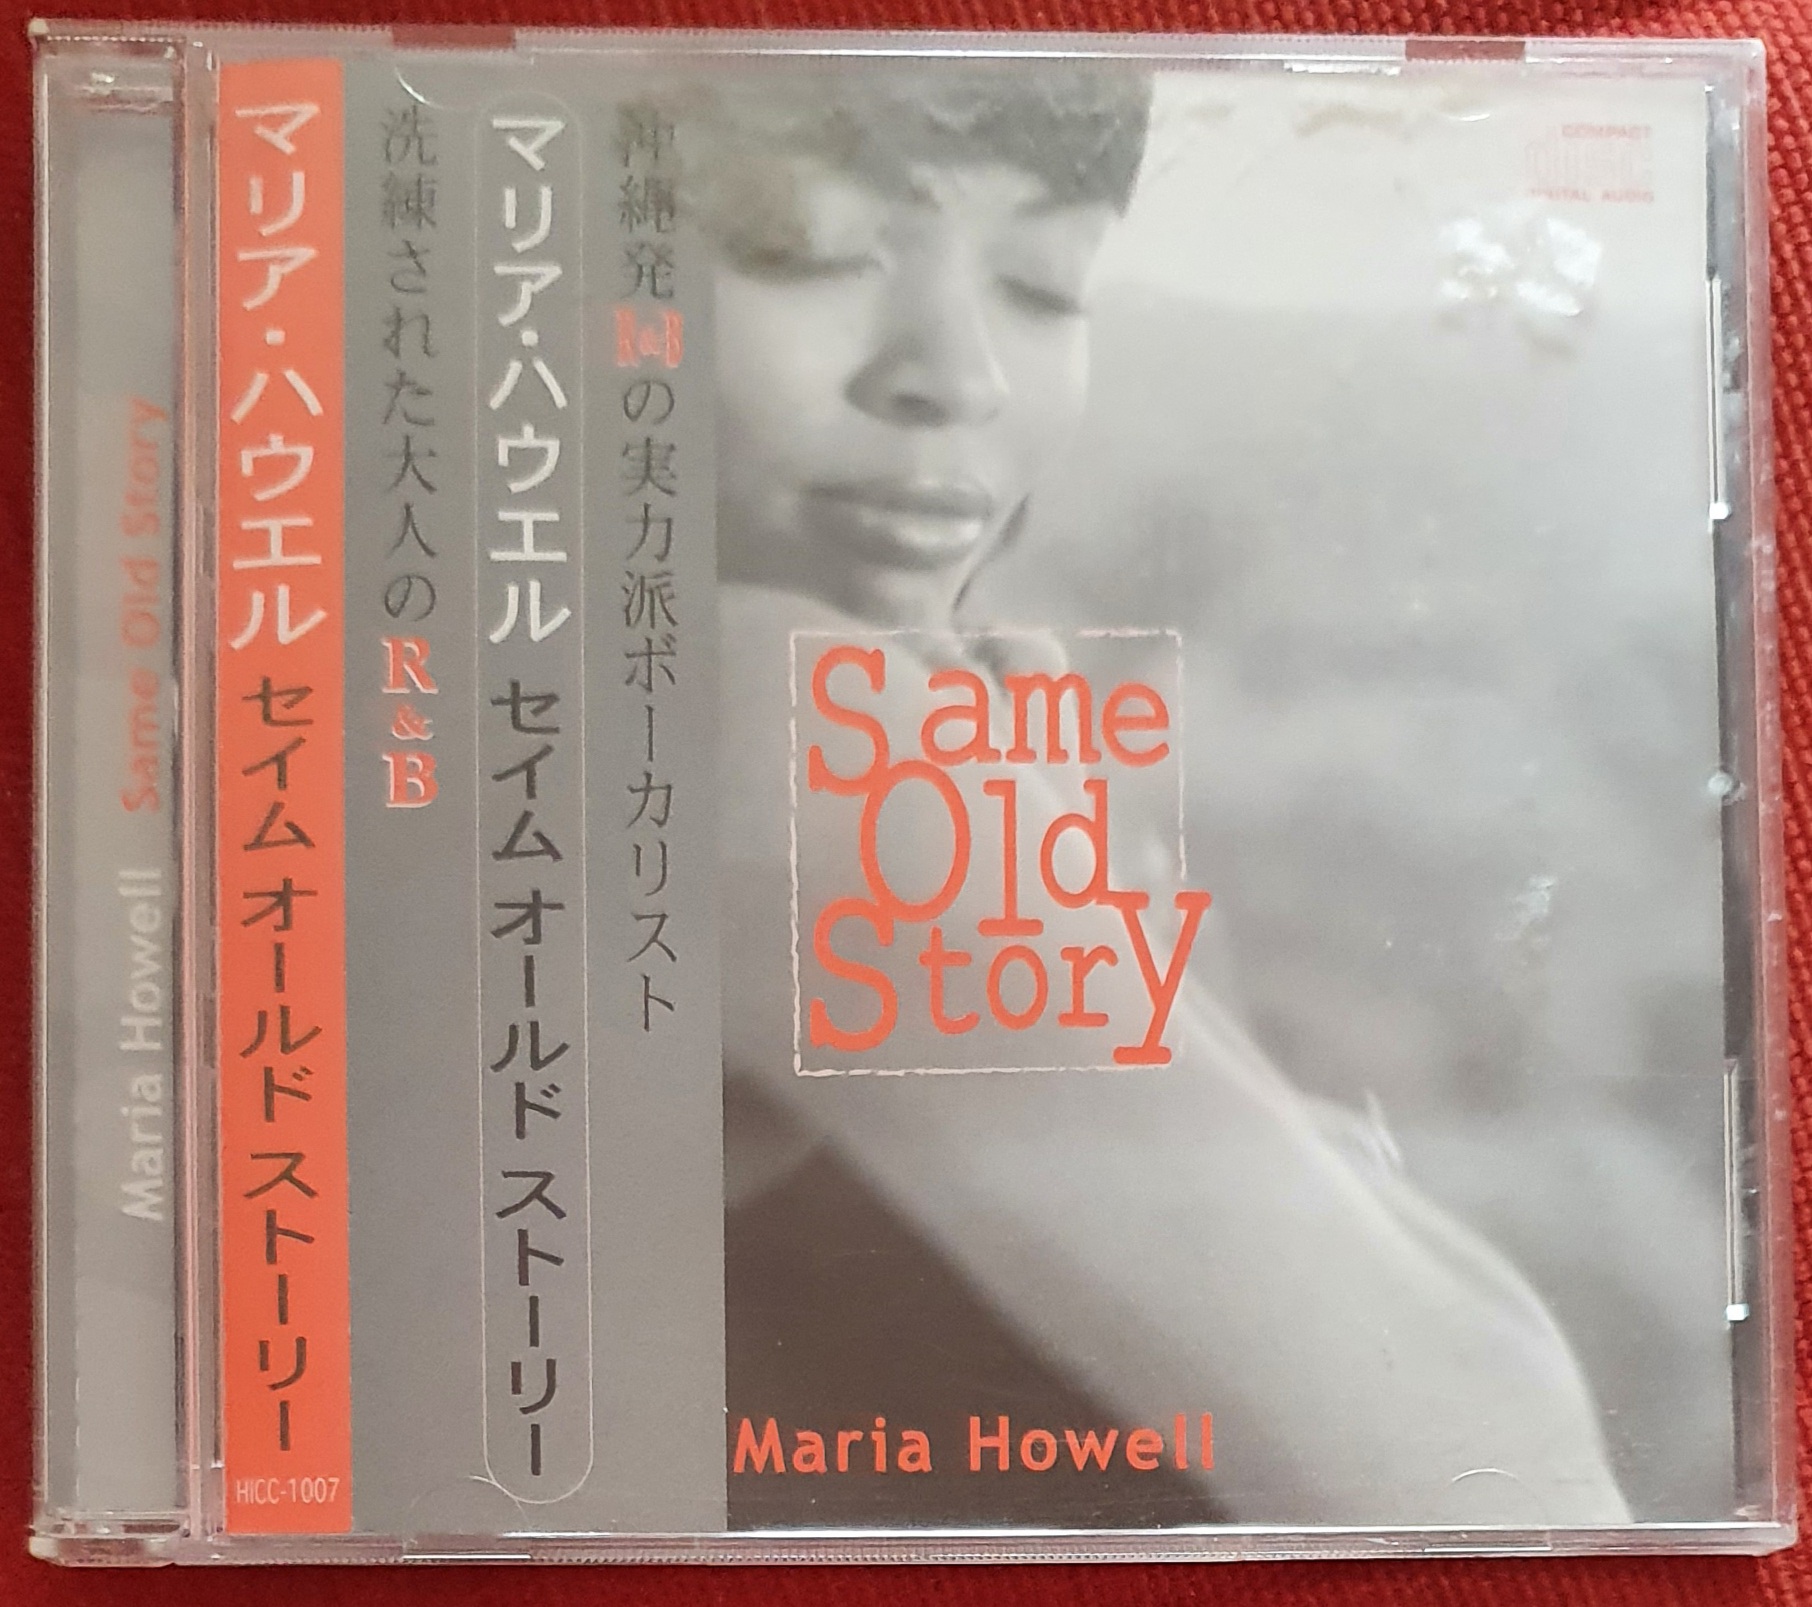 Maria Howell Same Old Story
マリア・ハウエル セイム オールド ストーリー
HICC-1007
洗練された大人のR&B
マリア・ハウエル セイム オールド ストーリー
沖縄発R&Bの実力派ボーカリスト
COMPACT
DIGITAL AUDIO
Same
Old
Story
Maria Howell